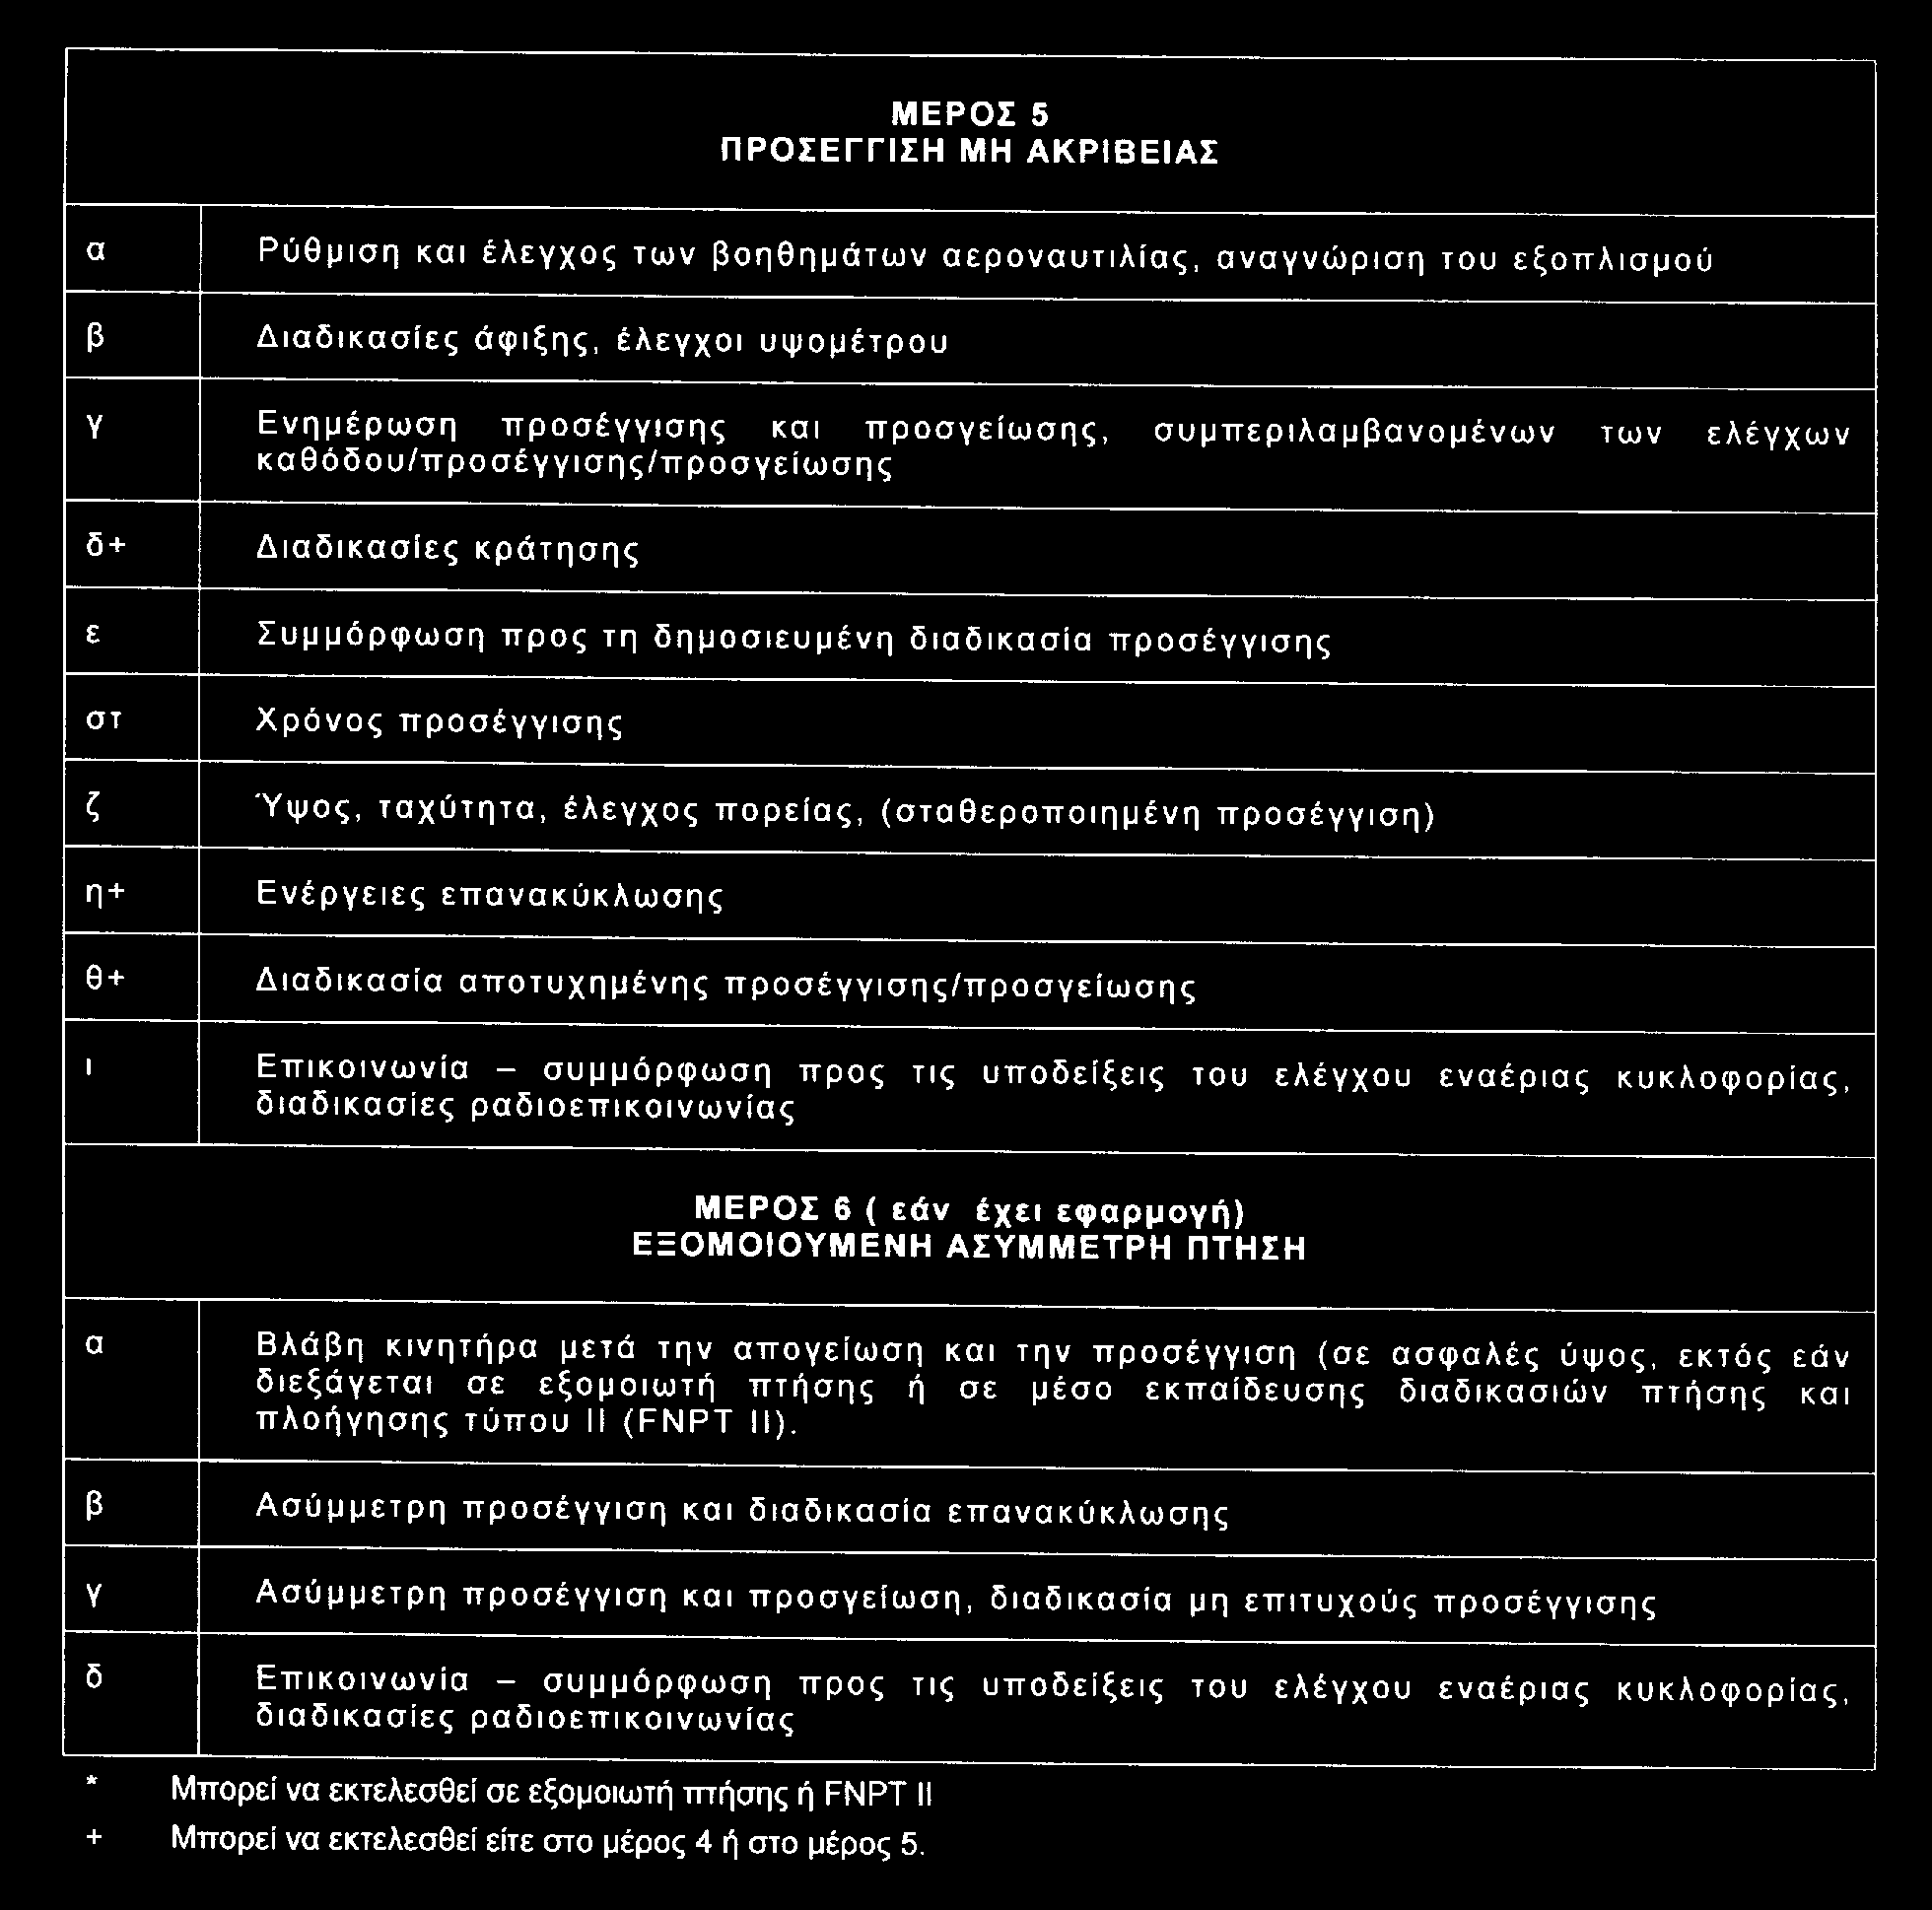 ΜΕΡΟΣ 5
ΠΡΟΣΕΓΓΙΣΗ ΜΗ ΑΚΡΙΒΕΙΑΣ
α Ρύθμιση και έλεγχος των βοηθημάτων αεροναυτιλίας, αναγνώριση του εξοπλισμού
β Διαδικασίες άφιξης, έλεγχοι υψομέτρου
γ Ενημέρωση προσέγγισης και προσγείωσης, συμπεριλαμβανομένων των ελέγχων
καθόδου/προσέγγισης/προσγείωσης
δ+ Διαδικασίες κράτησης
ε Συμμόρφωση προς τη δημοσιευμένη διαδικασία προσέγγισης
στ Χρόνος προσέγγισης
ζ Ύψος, ταχύτητα, έλεγχος πορείας, (σταθεροποιημένη προσέγγιση)
η+ Ενέργειες επανακύκλωσης
θ+ Διαδικασία αποτυχημένης προσέγγισης/προσγείωσης
ι Επικοινωνία – συμμόρφωση προς τις υποδείξεις του ελέγχου εναέριας κυκλοφορίας,
διαδικασίες ραδιοεπικοινωνίας
ΜΕΡΟΣ 6 ( εάν έχει εφαρμογή)
ΕΞΟΜΟΙΟΥΜΕΝΗ ΑΣΥΜΜΕΤΡΗ ΠΤΗΣΗ
α Βλάβη κινητήρα μετά την απογείωση και την προσέγγιση (σε ασφαλές ύψος, εκτός εάν
διεξάγεται σε εξομοιωτή πτήσης ή σε μέσο εκπαίδευσης διαδικασιών πτήσης και
πλοήγησης τύπου II (FNPT II).
β Ασύμμετρη προσέγγιση και διαδικασία επανακύκλωσης
γ Ασύμμετρη προσέγγιση και προσγείωση, διαδικασία μη επιτυχούς προσέγγισης
δ Επικοινωνία – συμμόρφωση προς τις υποδείξεις του ελέγχου εναέριας κυκλοφορίας,
διαδικασίες ραδιοεπικοινωνίας
* Μπορεί να εκτελεσθεί σε εξομοιωτή πτήσης ή FNPT II
+ Μπορεί να εκτελεσθεί είτε στο μέρος 4 ή στο μέρος 5.